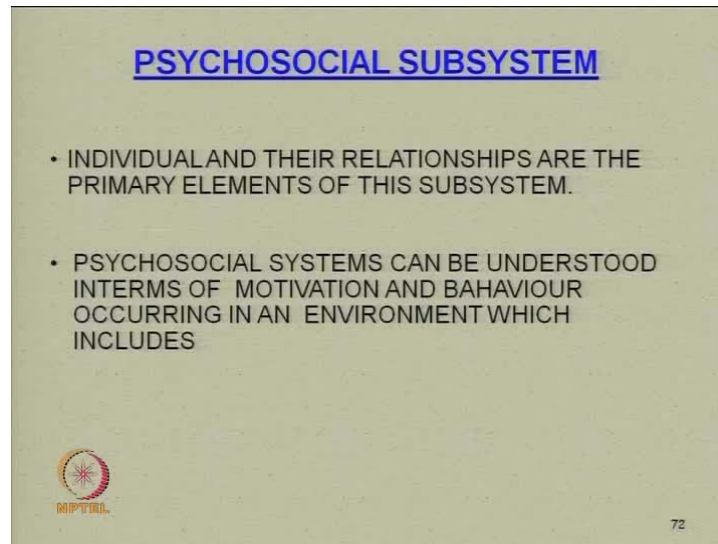 PSYCHOSOCIAL SUBSYSTEM
• INDIVIDUAL AND THEIR RELATIONSHIPS ARE THE
PRIMARY ELEMENTS OF THIS SUBSYSTEM.
• PSYCHOSOCIAL SYSTEMS CAN BE UNDERSTOOD
INTERMS OF MOTIVATION AND BAHAVIOUR
OCCURRING IN AN ENVIRONMENT WHICH
INCLUDES
NPTEL
72